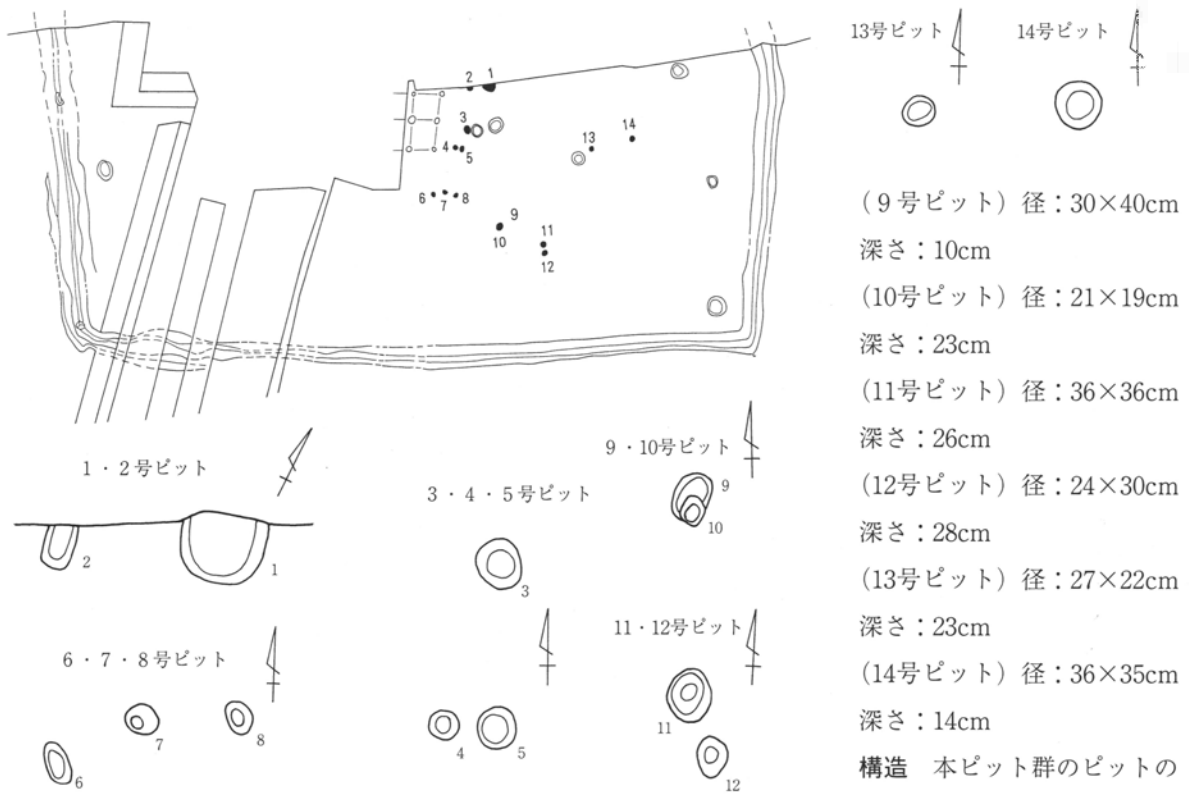 2 1
3
4 5
6 7 8
9
10
11
12
13
14
13号ピット
14号ピット
1・2号ピット
2
1
3・4・5号ピット
3
4
5
6・7・8号ピット
6
7
8
9・10号ピット
9
10
11・12号ピット
11
12
(9号ピット) 径：30×40cm
深さ：10cm
(10号ピット) 径：21×19cm
深さ：23cm
(11号ピット) 径：36×36cm
深さ：26cm
(12号ピット) 径：24×30cm
深さ：28cm
(13号ピット) 径：27×22cm
深さ：23cm
(14号ピット) 径：36×35cm
深さ：14cm
構造 本ピット群のピットの